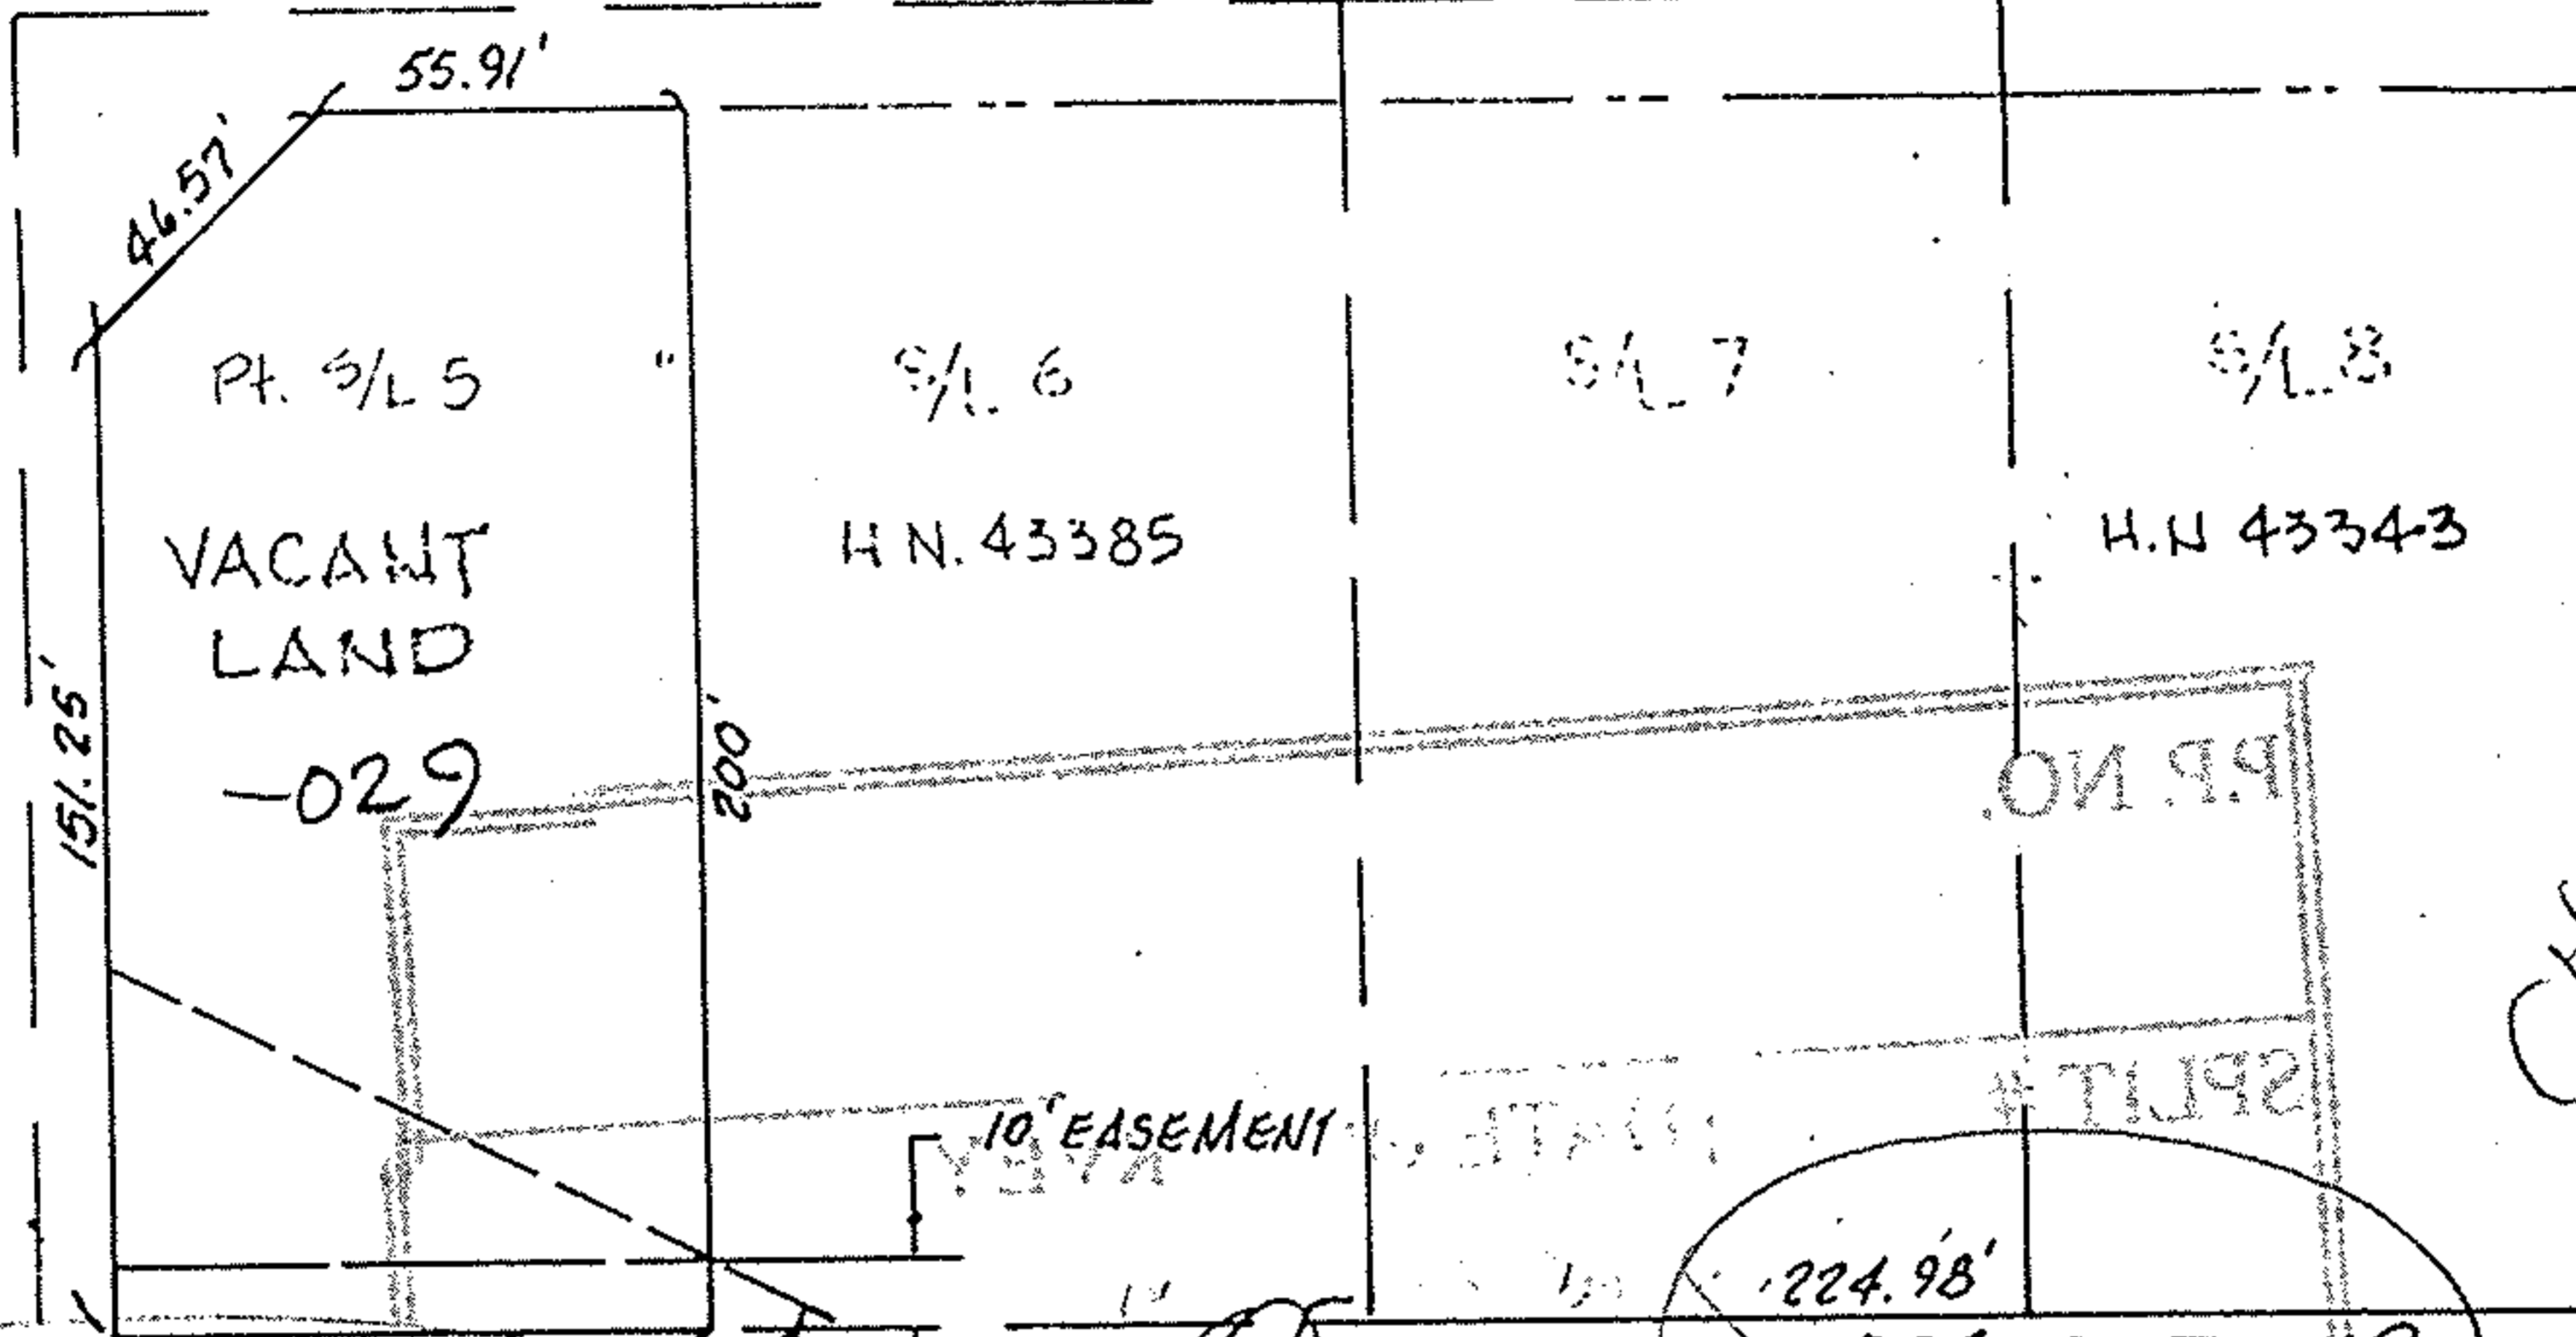 55.91'
46.57'
Pt. S/L 5
S/L 6
S/L 7
S/L 8
VACANT
LAND
H N. 43385
H.N 43343
151.25'
-029
200'
P.P. NO.
SPLIT #
10' EASEMENT
224.98'